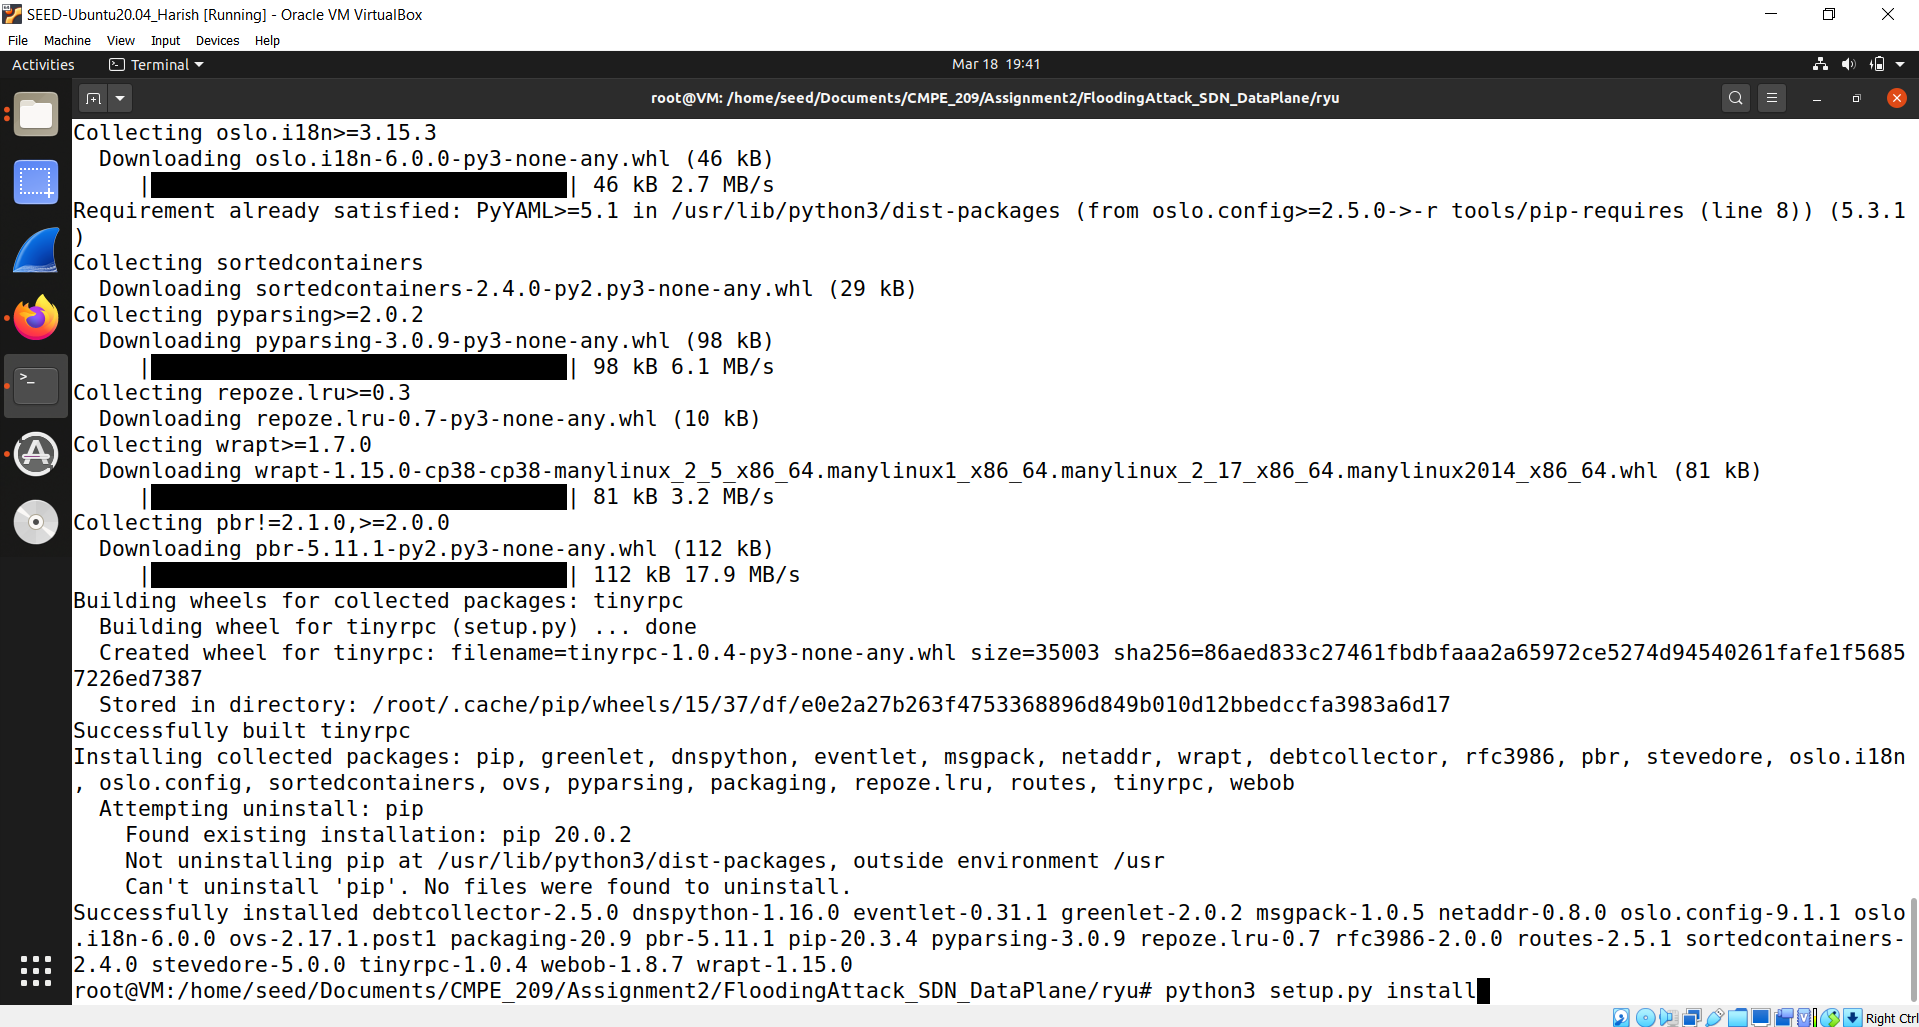 SEED-Ubuntu20.04_Harish [Running] - Oracle VM VirtualBox
File Machine View Input Devices Help
Activities Terminal Mar 18 19:41
root@VM: /home/seed/Documents/CMPE_209/Assignment2/FloodingAttack_SDN_DataPlane/ryu
Collecting oslo.i18n>=3.15.3
  Downloading oslo.i18n-6.0.0-py3-none-any.whl (46 kB)
     || 46 kB 2.7 MB/s
Requirement already satisfied: PyYAML>=5.1 in /usr/lib/python3/dist-packages (from oslo.config>=2.5.0->-r tools/pip-requires (line 8)) (5.3.1
)
Collecting sortedcontainers
  Downloading sortedcontainers-2.4.0-py2.py3-none-any.whl (29 kB)
Collecting pyparsing>=2.0.2
  Downloading pyparsing-3.0.9-py3-none-any.whl (98 kB)
     || 98 kB 6.1 MB/s
Collecting repoze.lru>=0.3
  Downloading repoze.lru-0.7-py3-none-any.whl (10 kB)
Collecting wrapt>=1.7.0
  Downloading wrapt-1.15.0-cp38-cp38-manylinux_2_5_x86_64.manylinux1_x86_64.manylinux_2_17_x86_64.manylinux2014_x86_64.whl (81 kB)
     || 81 kB 3.2 MB/s
Collecting pbr!=2.1.0,>=2.0.0
  Downloading pbr-5.11.1-py2.py3-none-any.whl (112 kB)
     || 112 kB 17.9 MB/s
Building wheels for collected packages: tinyrpc
  Building wheel for tinyrpc (setup.py) ... done
  Created wheel for tinyrpc: filename=tinyrpc-1.0.4-py3-none-any.whl size=35003 sha256=86aed833c27461fbdbfaaa2a65972ce5274d94540261fafe1f5685
7226ed7387
  Stored in directory: /root/.cache/pip/wheels/15/37/df/e0e2a27b263f4753368896d849b010d12bbedccfa3983a6d17
Successfully built tinyrpc
Installing collected packages: pip, greenlet, dnspython, eventlet, msgpack, netaddr, wrapt, debtcollector, rfc3986, pbr, stevedore, oslo.i18n
, oslo.config, sortedcontainers, ovs, pyparsing, packaging, repoze.lru, routes, tinyrpc, webob
  Attempting uninstall: pip
    Found existing installation: pip 20.0.2
    Not uninstalling pip at /usr/lib/python3/dist-packages, outside environment /usr
    Can't uninstall 'pip'. No files were found to uninstall.
Successfully installed debtcollector-2.5.0 dnspython-1.16.0 eventlet-0.31.1 greenlet-2.0.2 msgpack-1.0.5 netaddr-0.8.0 oslo.config-9.1.1 oslo
.i18n-6.0.0 ovs-2.17.1.post1 packaging-20.9 pbr-5.11.1 pip-20.3.4 pyparsing-3.0.9 repoze.lru-0.7 rfc3986-2.0.0 routes-2.5.1 sortedcontainers-
2.4.0 stevedore-5.0.0 tinyrpc-1.0.4 webob-1.8.7 wrapt-1.15.0
root@VM:/home/seed/Documents/CMPE_209/Assignment2/FloodingAttack_SDN_DataPlane/ryu# python3 setup.py install
Right Ctrl